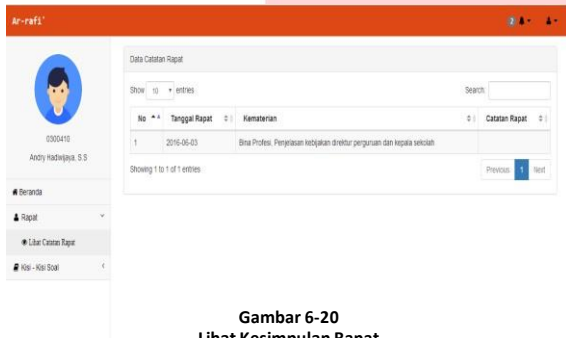 Ar-rafi'
2
Data Catatan Rapat
Show 10 entries
Search:
No Tanggal Rapat Kematerian Catatan Rapat
1 2016-06-03 Bina Profesi, Penjelasan kebijakan direktur perguruan dan kepala sekolah
Showing 1 to 1 of 1 entries
Previous 1 Next
0300410
Andry Hadiwijaya, S.S
Beranda
Rapat
Lihat Catatan Rapat
Kisi - Kisi Soal
Gambar 6-20
Lihat Kesimpulan Rapat